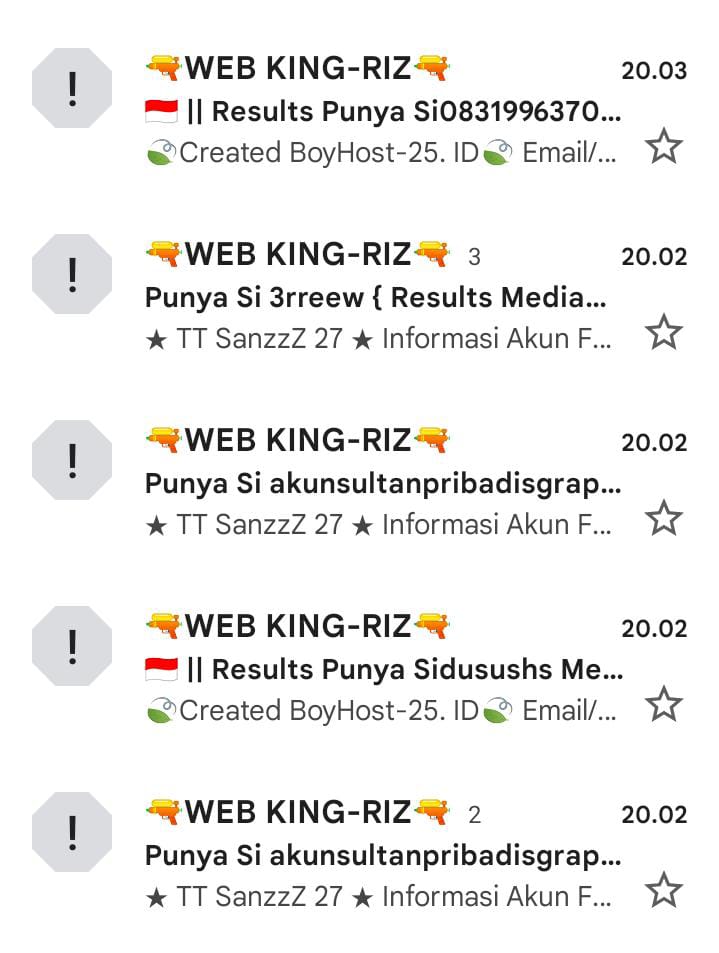 🔫WEB KING-RIZ🔫 20.03
🇮🇩 || Results Punya Si0831996370...
🍃Created BoyHost-25. ID🍃 Email/...
🔫WEB KING-RIZ🔫 3 20.02
Punya Si 3rreew { Results Media...
★ TT SanzzZ 27 ★ Informasi Akun F...
🔫WEB KING-RIZ🔫 20.02
Punya Si akunsultanpribadisgrap...
★ TT SanzzZ 27 ★ Informasi Akun F...
🔫WEB KING-RIZ🔫 20.02
🇮🇩 || Results Punya Sidusushs Me...
🍃Created BoyHost-25. ID🍃 Email/...
🔫WEB KING-RIZ🔫 2 20.02
Punya Si akunsultanpribadisgrap...
★ TT SanzzZ 27 ★ Informasi Akun F...